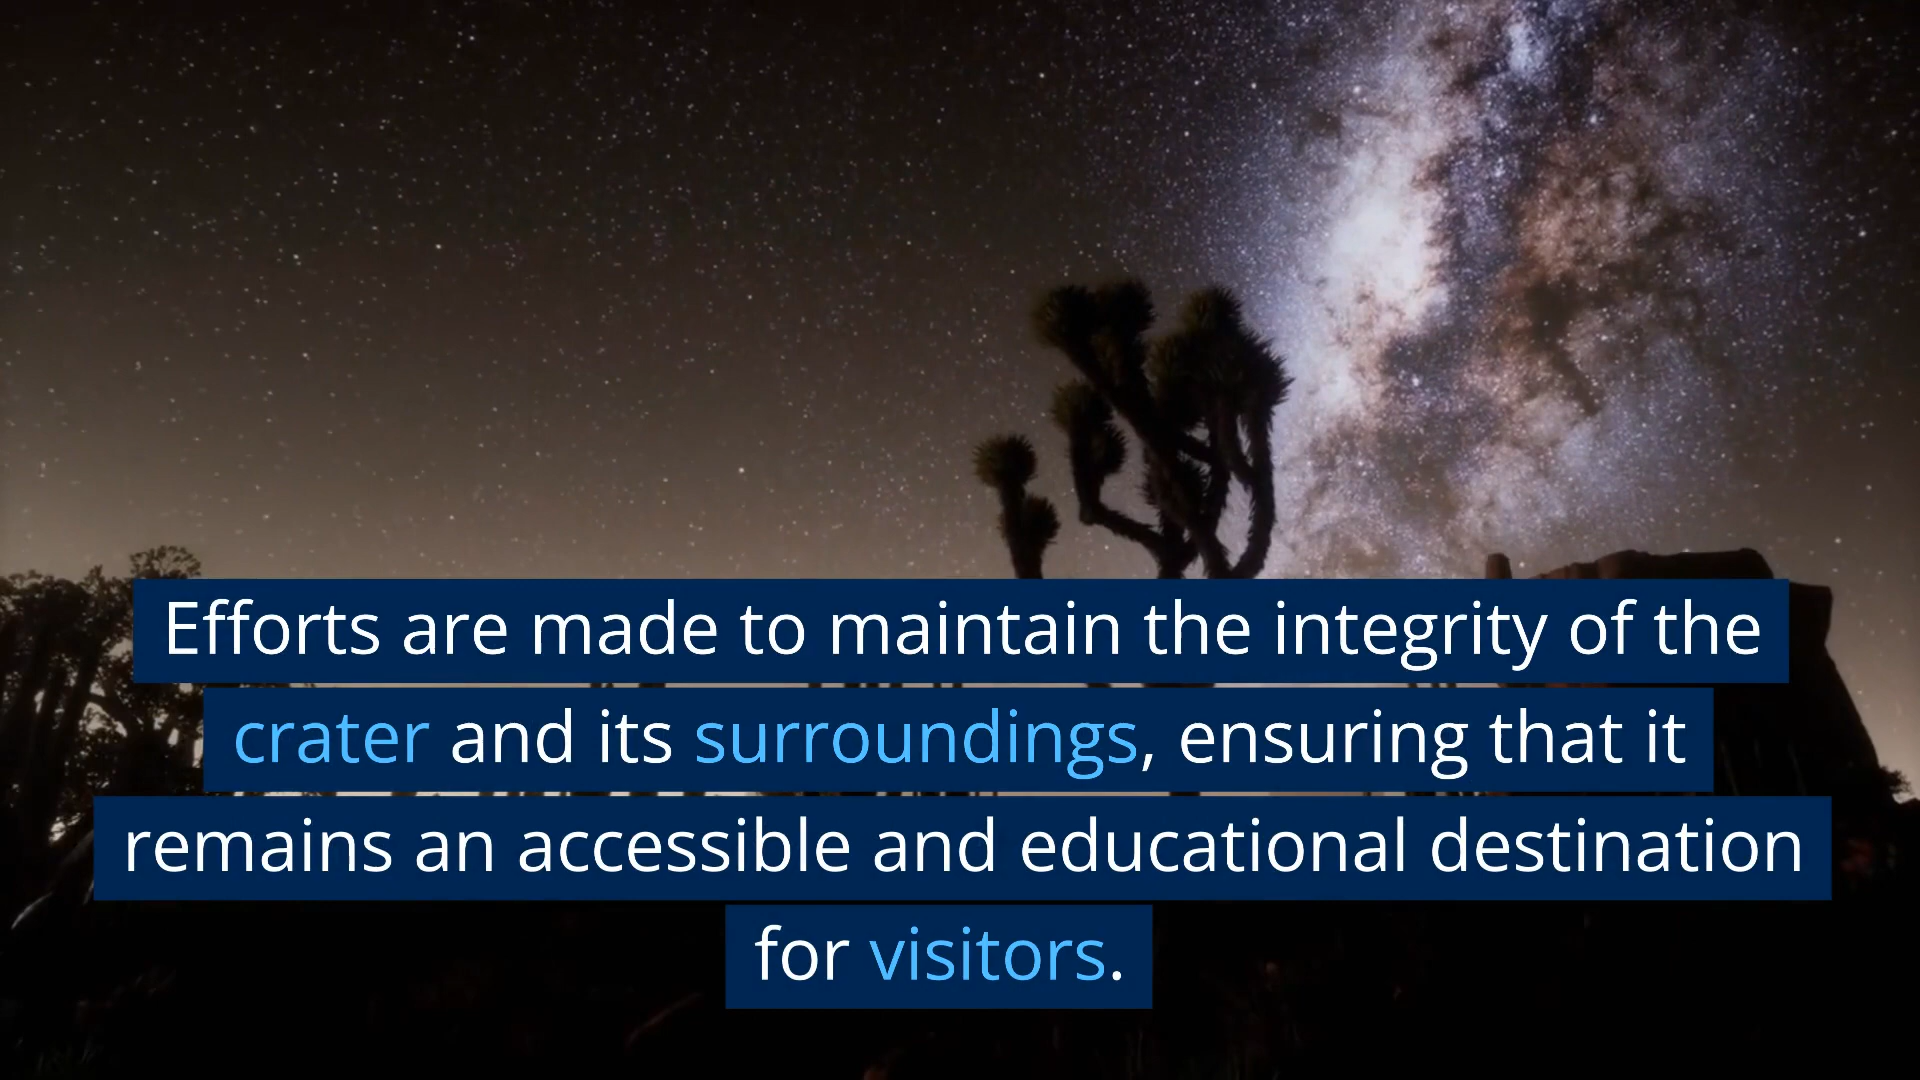 Efforts are made to maintain the integrity of the
crater and its surroundings, ensuring that it
remains an accessible and educational destination
for visitors.